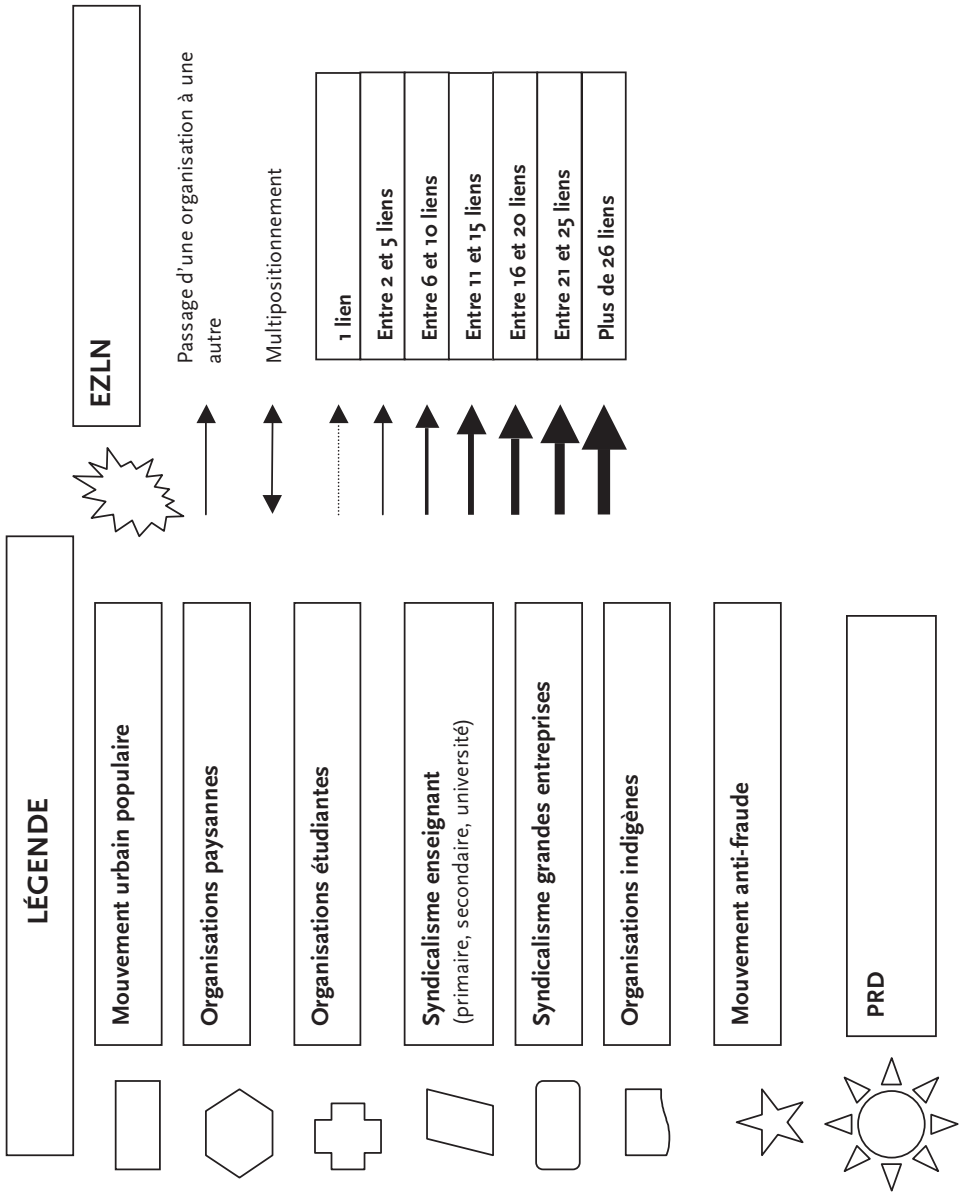 LÉGENDE
Mouvement urbain populaire
Organisations paysannes
Organisations étudiantes
Syndicalisme enseignant
(primaire, secondaire, université)
Syndicalisme grandes entreprises
Organisations indigènes
Mouvement anti-fraude
PRD
EZLN
Passage d'une organisation à une
autre
Multipositionnement
1 lien
Entre 2 et 5 liens
Entre 6 et 10 liens
Entre 11 et 15 liens
Entre 16 et 20 liens
Entre 21 et 25 liens
Plus de 26 liens